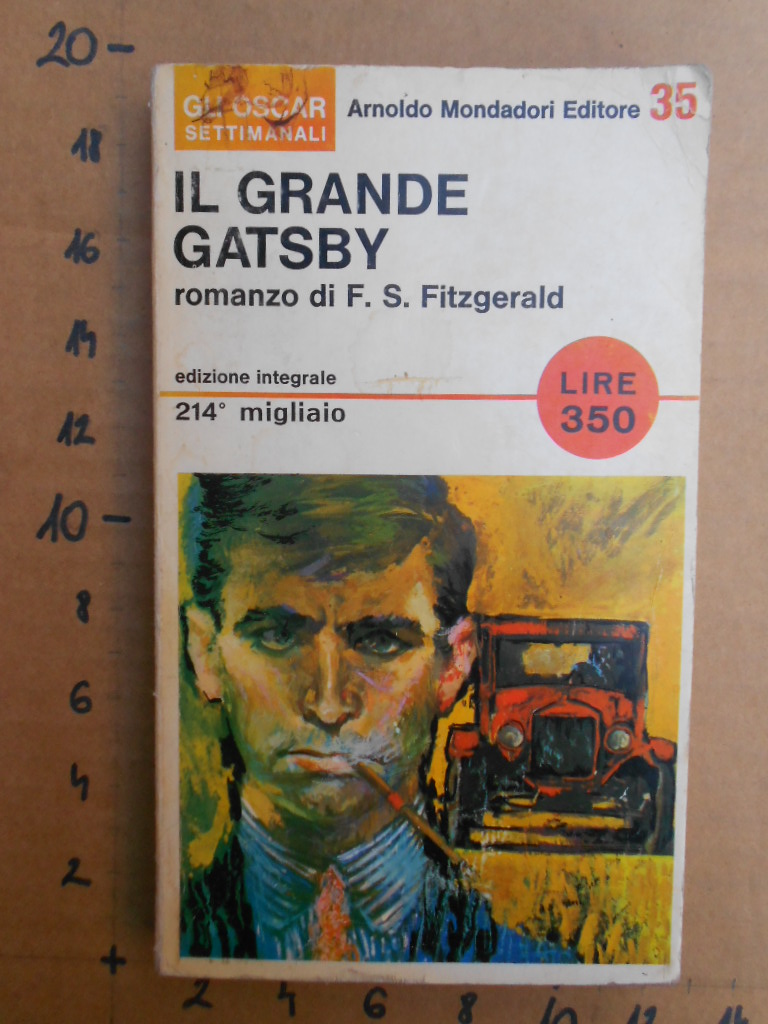 GLI OSCAR
SETTIMANALI
Arnoldo Mondadori Editore 35
IL GRANDE
GATSBY
romanzo di F. S. Fitzgerald
edizione integrale
214° migliaio
LIRE
350
20 –
18
16
14
12
10 –
8
6
4
2
+
2 4 6 8 10 12 14